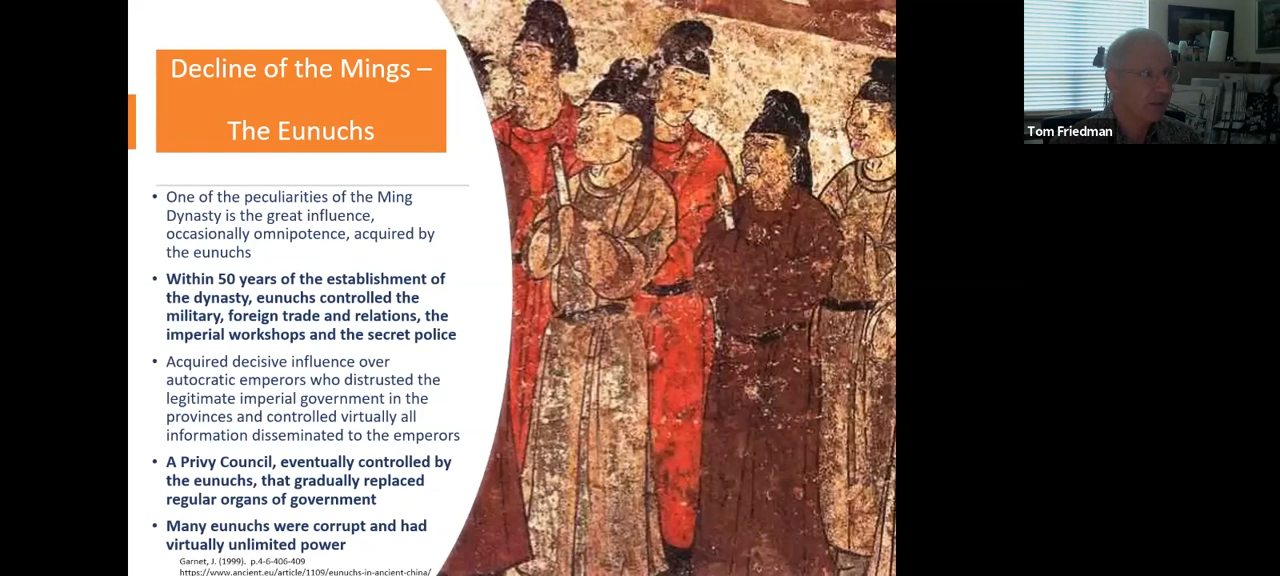 Decline of the Mings –
The Eunuchs
• One of the peculiarities of the Ming
Dynasty is the great influence,
occasionally omnipotence, acquired by
the eunuchs
• Within 50 years of the establishment of
the dynasty, eunuchs controlled the
military, foreign trade and relations, the
imperial workshops and the secret police
• Acquired decisive influence over
autocratic emperors who distrusted the
legitimate imperial government in the
provinces and controlled virtually all
information disseminated to the emperors
• A Privy Council, eventually controlled by
the eunuchs, that gradually replaced
regular organs of government
• Many eunuchs were corrupt and had
virtually unlimited power
Garnet, J. (1999). p.4-6-406-409
https://www.ancient.eu/article/1109/eunuchs-in-ancient-china/
Tom Friedman